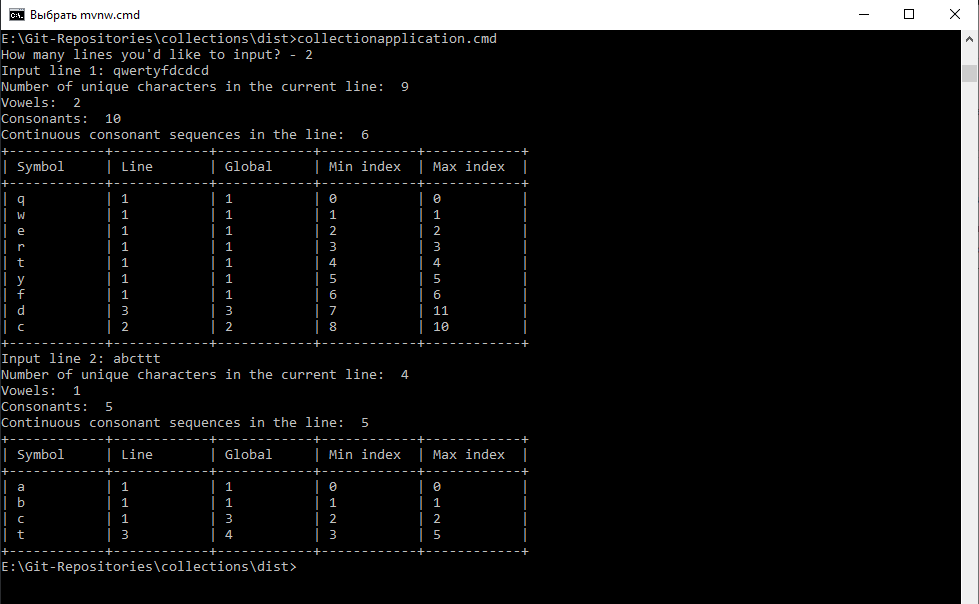 Выбрать mvnw.cmd
E:\Git-Repositories\collections\dist>collectionapplication.cmd
How many lines you'd like to input? - 2
Input line 1: qwertyfdcdcd
Number of unique characters in the current line:  9
Vowels:  2
Consonants:  10
Continuous consonant sequences in the line:  6
+------------+------------+------------+------------+------------+
| Symbol     | Line       | Global     | Min index  | Max index  |
+------------+------------+------------+------------+------------+
| q          | 1          | 1          | 0          | 0          |
| w          | 1          | 1          | 1          | 1          |
| e          | 1          | 1          | 2          | 2          |
| r          | 1          | 1          | 3          | 3          |
| t          | 1          | 1          | 4          | 4          |
| y          | 1          | 1          | 5          | 5          |
| f          | 1          | 1          | 6          | 6          |
| d          | 3          | 3          | 7          | 11         |
| c          | 2          | 2          | 8          | 10         |
+------------+------------+------------+------------+------------+
Input line 2: abcttt
Number of unique characters in the current line:  4
Vowels:  1
Consonants:  5
Continuous consonant sequences in the line:  5
+------------+------------+------------+------------+------------+
| Symbol     | Line       | Global     | Min index  | Max index  |
+------------+------------+------------+------------+------------+
| a          | 1          | 1          | 0          | 0          |
| b          | 1          | 1          | 1          | 1          |
| c          | 1          | 3          | 2          | 2          |
| t          | 3          | 4          | 3          | 5          |
+------------+------------+------------+------------+------------+
E:\Git-Repositories\collections\dist>